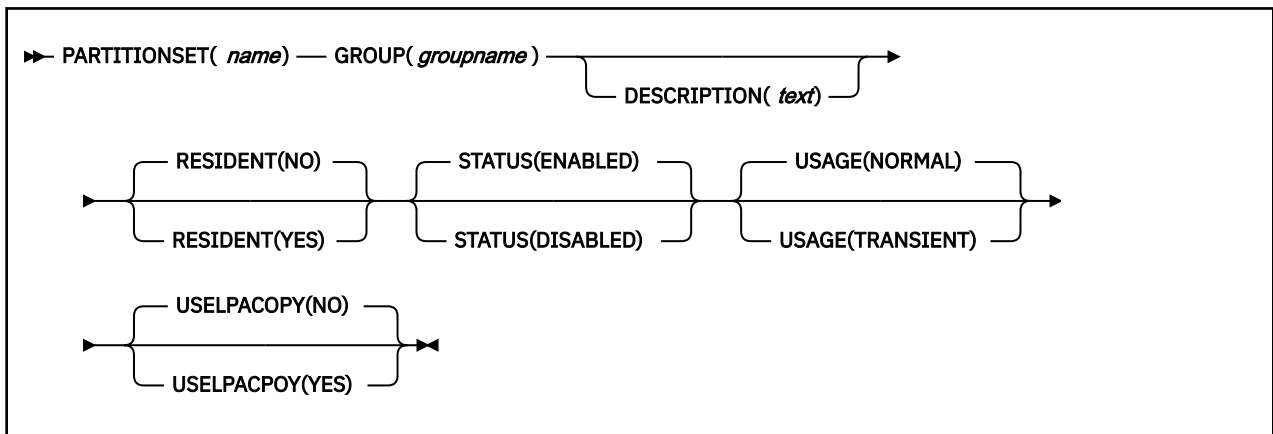 PARTITIONSET( name) GROUP( groupname )
DESCRIPTION( text)
RESIDENT(NO) STATUS(ENABLED) USAGE(NORMAL)
RESIDENT(YES) STATUS(DISABLED) USAGE(TRANSIENT)
USELPACOPY(NO)
USELPACPOY(YES)